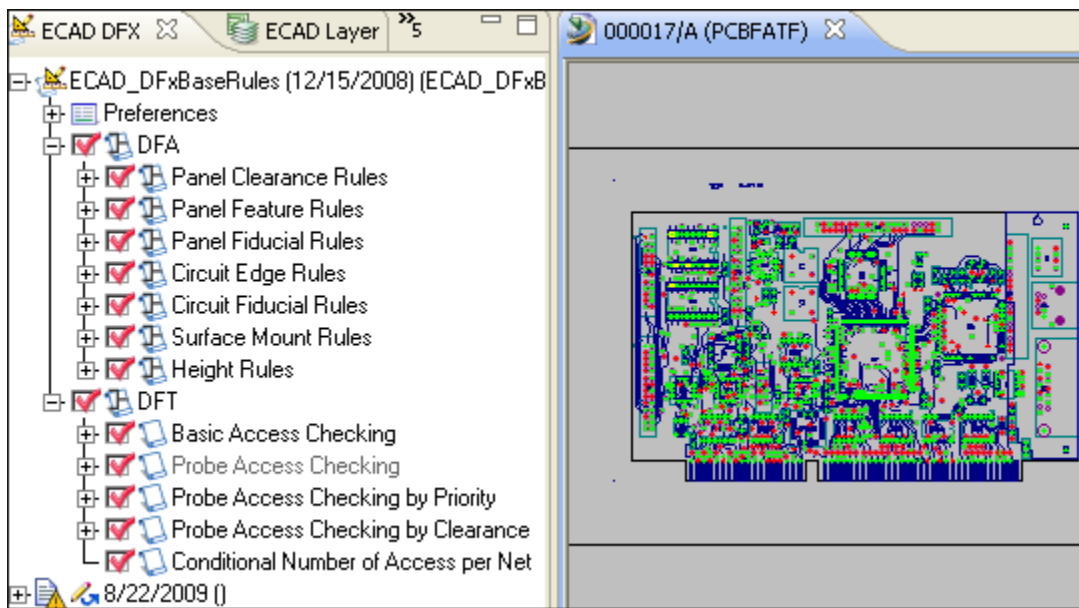 ECAD DFX
ECAD Layer
»5
000017/A (PCBFATF)
ECAD_DFxBaseRules (12/15/2008) (ECAD_DFxB
Preferences
DFA
Panel Clearance Rules
Panel Feature Rules
Panel Fiducial Rules
Circuit Edge Rules
Circuit Fiducial Rules
Surface Mount Rules
Height Rules
DFT
Basic Access Checking
Probe Access Checking
Probe Access Checking by Priority
Probe Access Checking by Clearance
Conditional Number of Access per Net
8/22/2009 ()